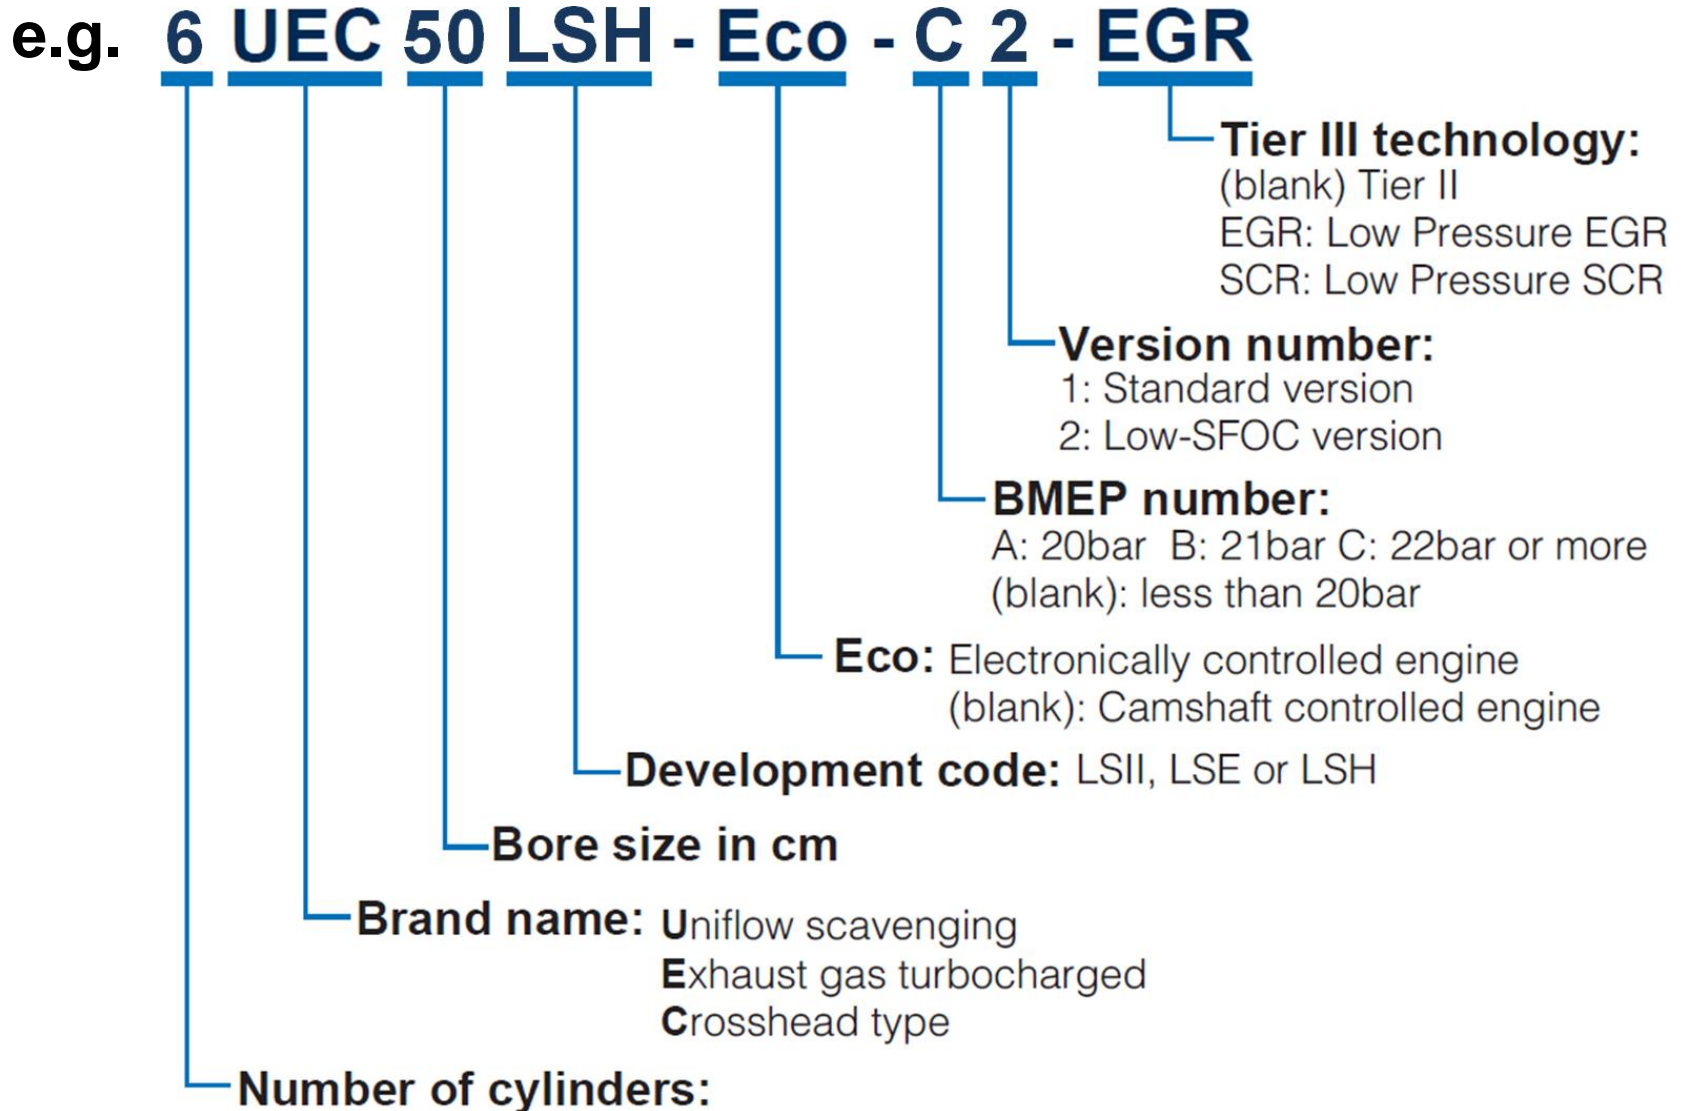 e.g. 6 UEC 50 LSH - Eco - C 2 - EGR
Tier III technology:
(blank) Tier II
EGR: Low Pressure EGR
SCR: Low Pressure SCR
Version number:
1: Standard version
2: Low-SFOC version
BMEP number:
A: 20bar B: 21bar C: 22bar or more
(blank): less than 20bar
Eco: Electronically controlled engine
(blank): Camshaft controlled engine
Development code: LSII, LSE or LSH
Bore size in cm
Brand name: Uniflow scavenging
Exhaust gas turbocharged
Crosshead type
Number of cylinders: